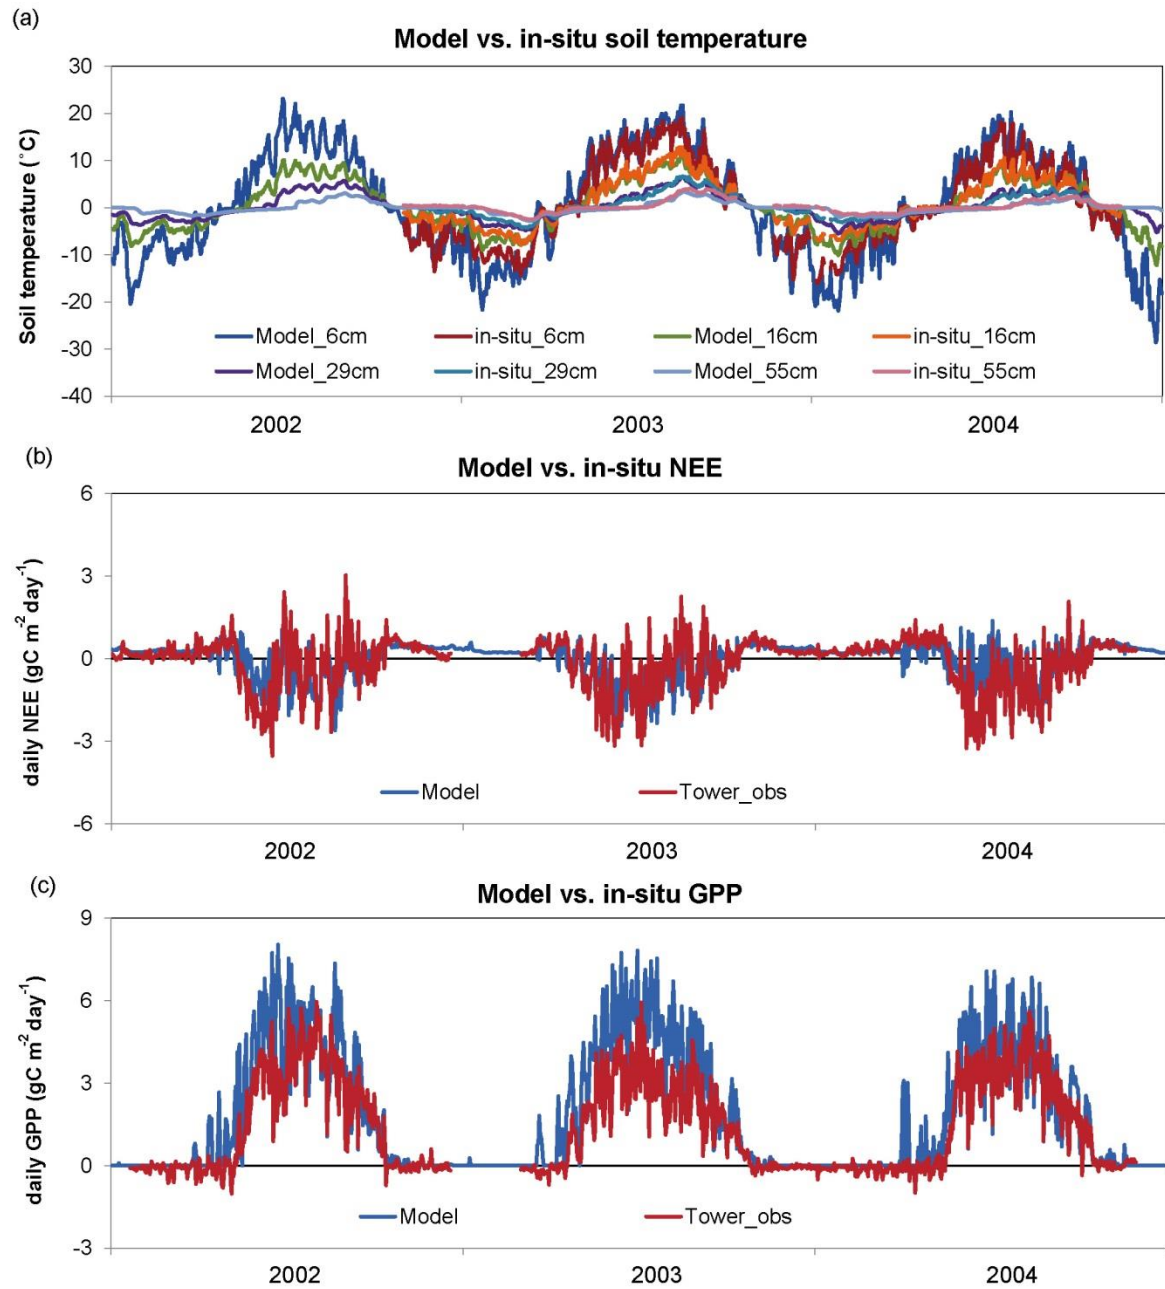 (a)
Model vs. in-situ soil temperature
Soil temperature (°C)
30
20
10
0
-10
-20
-30
-40
Model_6cm in-situ_6cm Model_16cm in-situ_16cm
Model_29cm in-situ_29cm Model_55cm in-situ_55cm
2002 2003 2004
(b)
Model vs. in-situ NEE
daily NEE (gC m⁻² day⁻¹)
6
3
0
-3
-6
Model Tower_obs
2002 2003 2004
(c)
Model vs. in-situ GPP
daily GPP (gC m⁻² day⁻¹)
9
6
3
0
-3
Model Tower_obs
2002 2003 2004